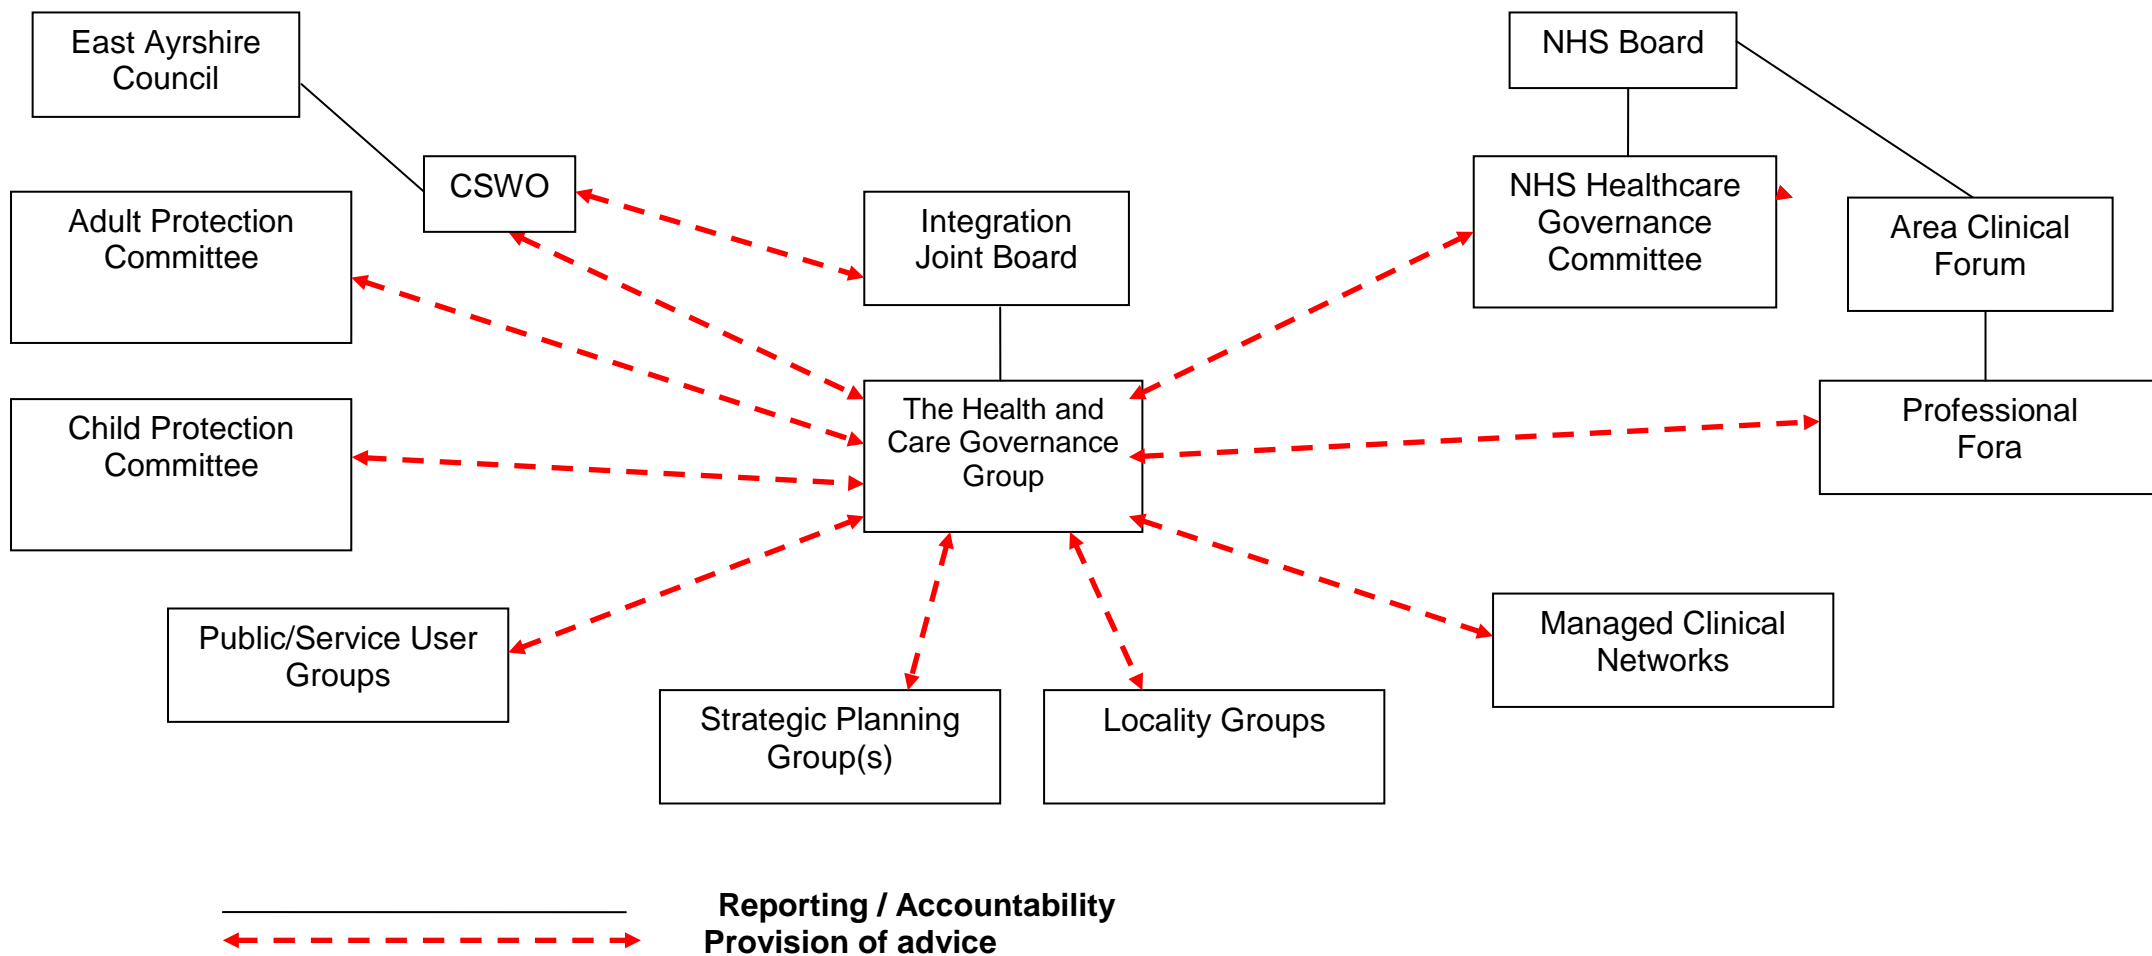 East Ayrshire
Council
NHS Board
CSWO
NHS Healthcare
Governance
Committee
Adult Protection
Committee
Integration
Joint Board
Area Clinical
Forum
Child Protection
Committee
The Health and
Care Governance
Group
Professional
Fora
Public/Service User
Groups
Managed Clinical
Networks
Strategic Planning
Group(s)
Locality Groups
Reporting / Accountability
Provision of advice